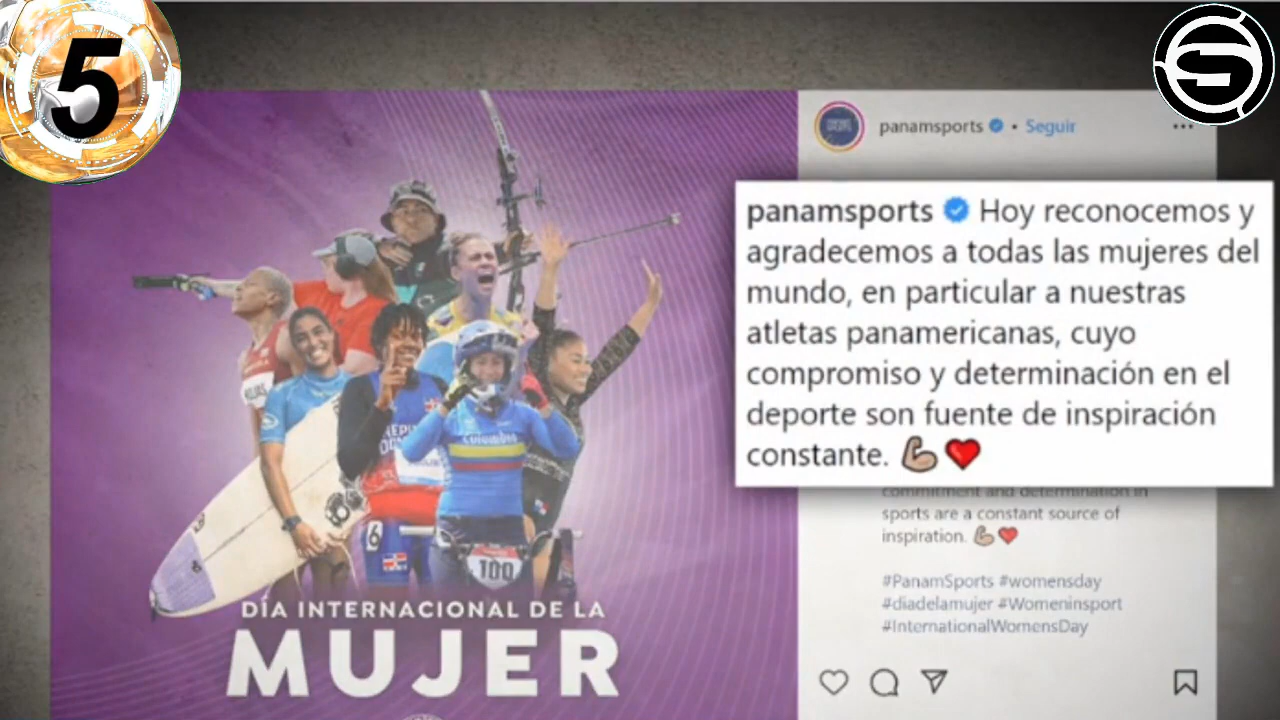 5
S
panamsports • Seguir
panamsports Hoy reconocemos y
agradecemos a todas las mujeres del
mundo, en particular a nuestras
atletas panamericanas, cuyo
compromiso y determinación en el
deporte son fuente de inspiración
constante. 💪🏼❤️
commitment and determination in
sports are a constant source of
inspiration. 💪🏼❤️
#PanamSports #womensday
#diadelamujer #Womeninsport
#InternationalWomensDay
Colombia
6
100
DÍA INTERNACIONAL DE LA
MUJER